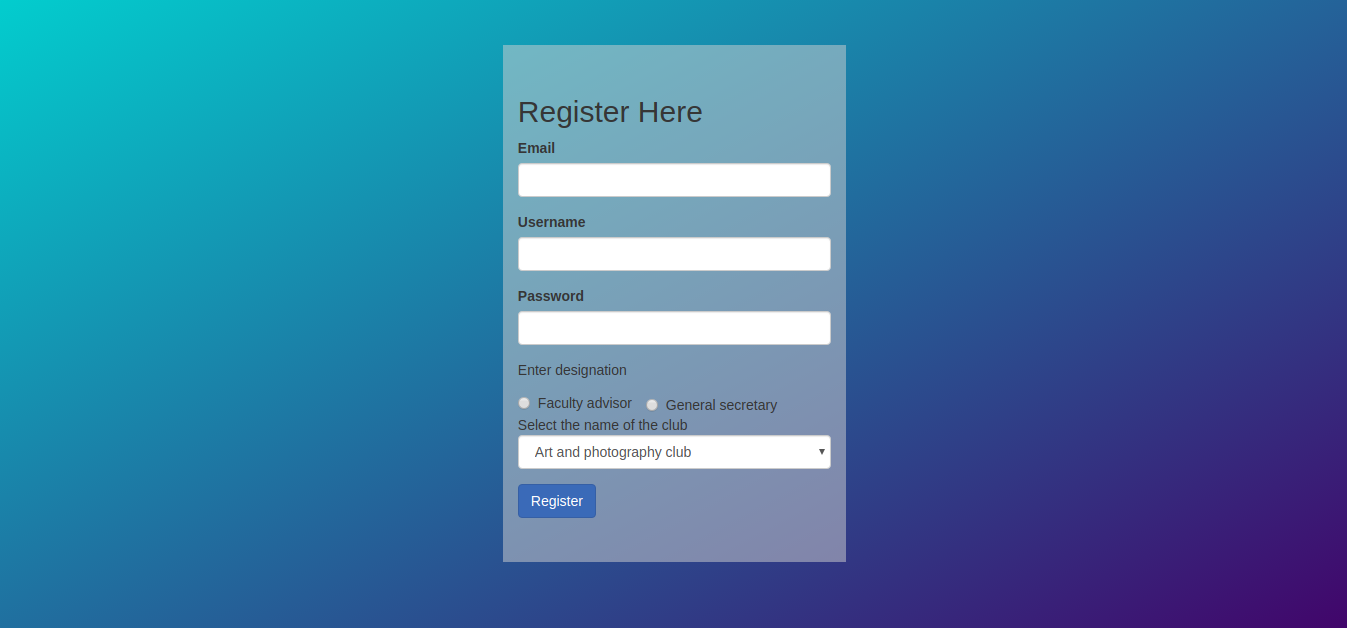 Register Here
Email
Username
Password
Enter designation
Faculty advisor General secretary
Select the name of the club
Art and photography club
Register